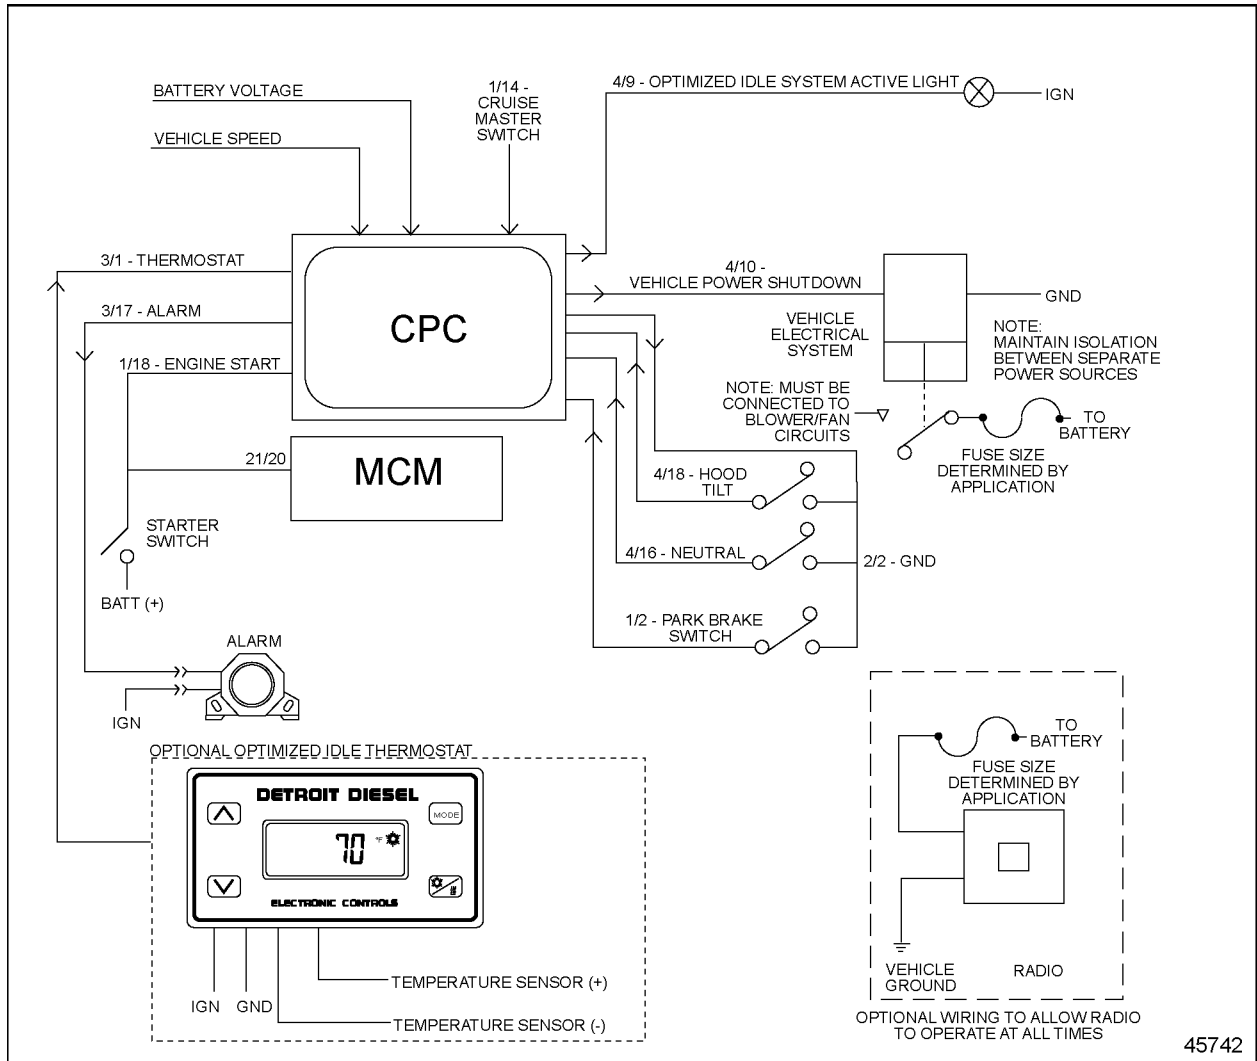 BATTERY VOLTAGE
VEHICLE SPEED
1/14 -
CRUISE
MASTER
SWITCH
4/9 - OPTIMIZED IDLE SYSTEM ACTIVE LIGHT
IGN
3/1 - THERMOSTAT
3/17 - ALARM
1/18 - ENGINE START
CPC
4/10 -
VEHICLE POWER SHUTDOWN
GND
VEHICLE
ELECTRICAL
SYSTEM
NOTE:
MAINTAIN ISOLATION
BETWEEN SEPARATE
POWER SOURCES
NOTE: MUST BE
CONNECTED TO
BLOWER/FAN
CIRCUITS
TO
BATTERY
FUSE SIZE
DETERMINED BY
APPLICATION
21/20
MCM
STARTER
SWITCH
BATT (+)
4/18 - HOOD
TILT
4/16 - NEUTRAL
2/2 - GND
1/2 - PARK BRAKE
SWITCH
ALARM
IGN
OPTIONAL OPTIMIZED IDLE THERMOSTAT
DETROIT DIESEL
MODE
70 °F
ELECTRONIC CONTROLS
IGN
GND
TEMPERATURE SENSOR (+)
TEMPERATURE SENSOR (-)
TO
BATTERY
FUSE SIZE
DETERMINED BY
APPLICATION
VEHICLE
GROUND
RADIO
OPTIONAL WIRING TO ALLOW RADIO
TO OPERATE AT ALL TIMES
45742